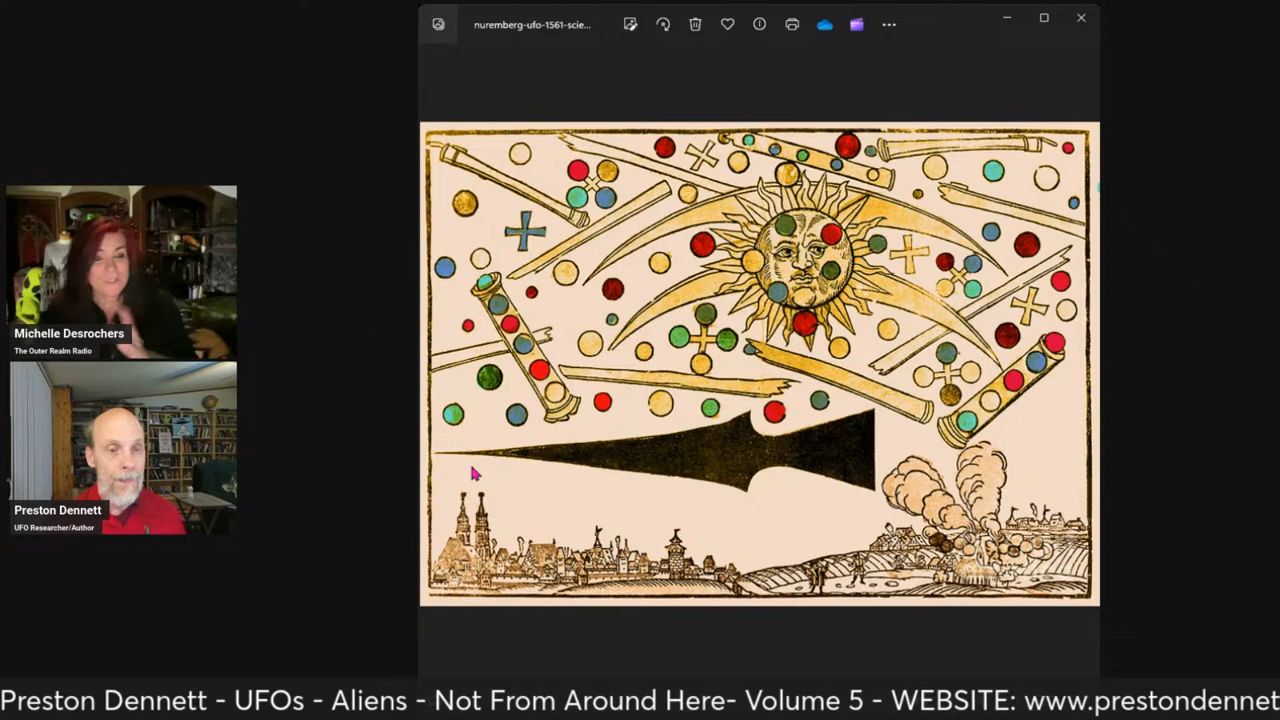 nuremberg-ufo-1561-scie...
Michelle Desrochers
The Outer Realm Radio
Preston Dennett
UFO Researcher/Author
Preston Dennett - UFOs - Aliens - Not From Around Here- Volume 5 - WEBSITE: www.prestondennet